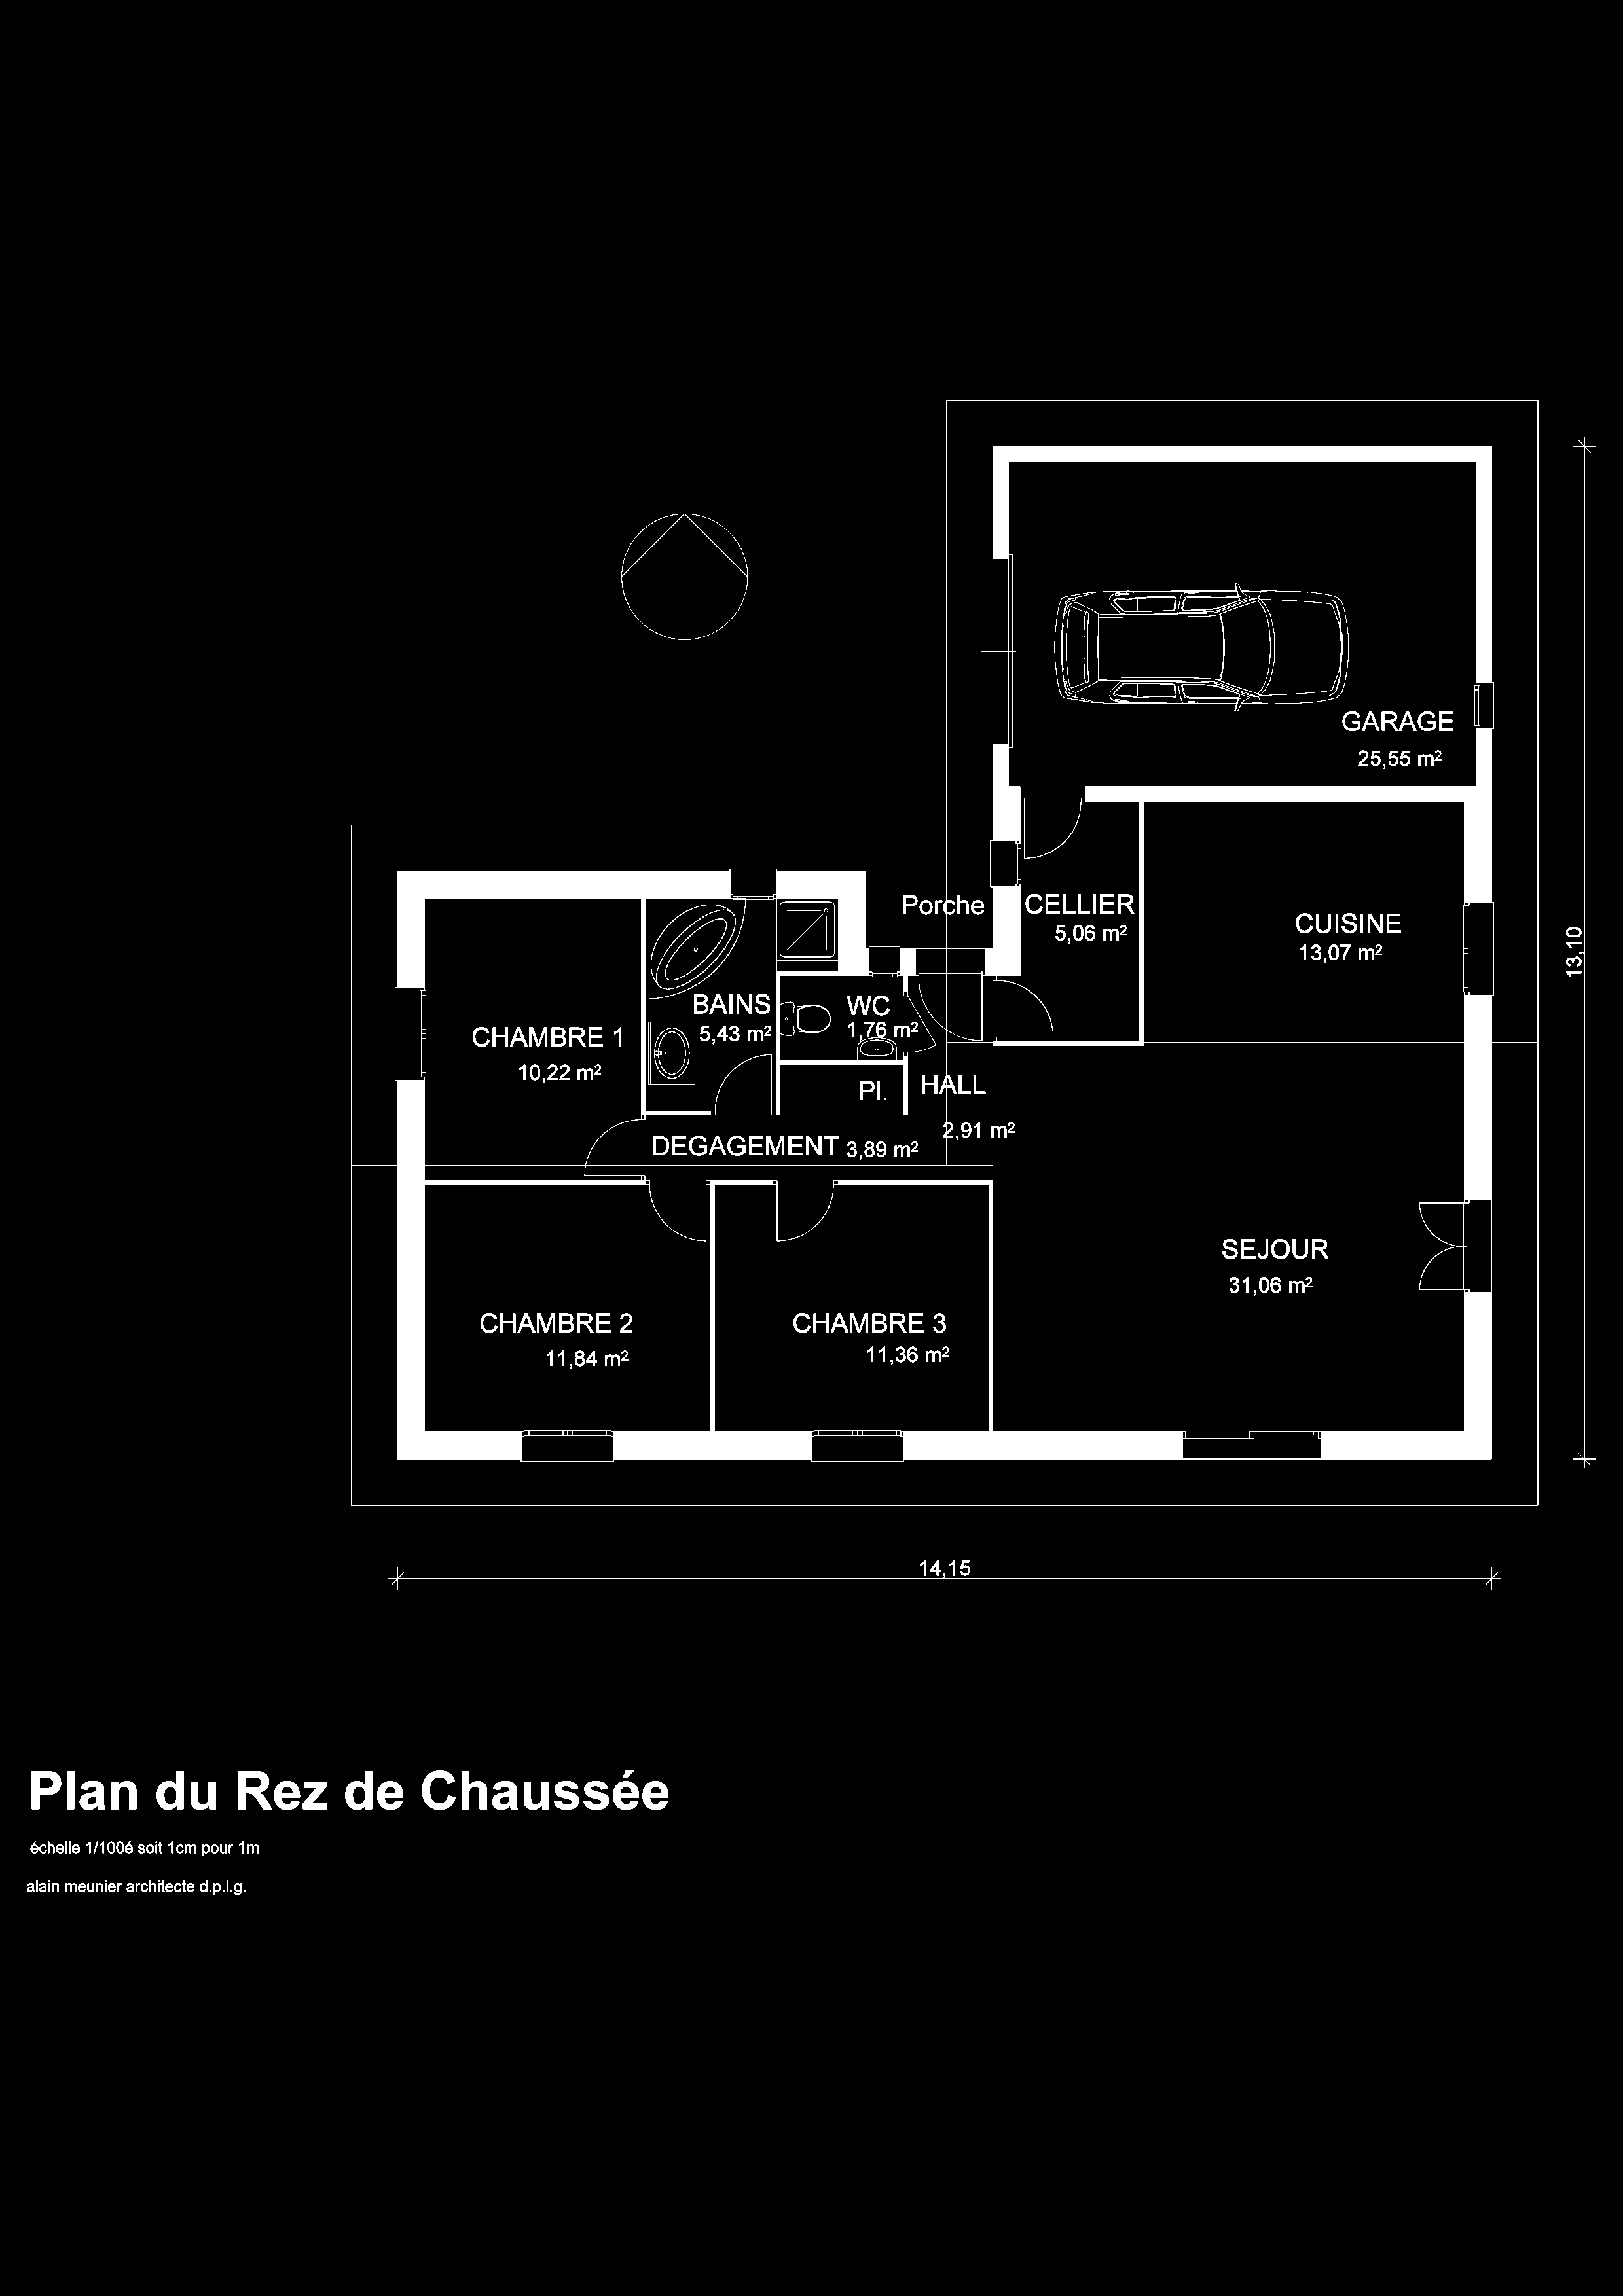 GARAGE
25,55 m²
Porche
CELLIER
5,06 m²
CUISINE
13,07 m²
13,10
BAINS
5,43 m²
WC
1,76 m²
CHAMBRE 1
10,22 m²
Pl.
HALL
2,91 m²
DEGAGEMENT 3,89 m²
SEJOUR
31,06 m²
CHAMBRE 2
11,84 m²
CHAMBRE 3
11,36 m²
14,15
Plan du Rez de Chaussée
échelle 1/100é soit 1cm pour 1m
alain meunier architecte d.p.l.g.